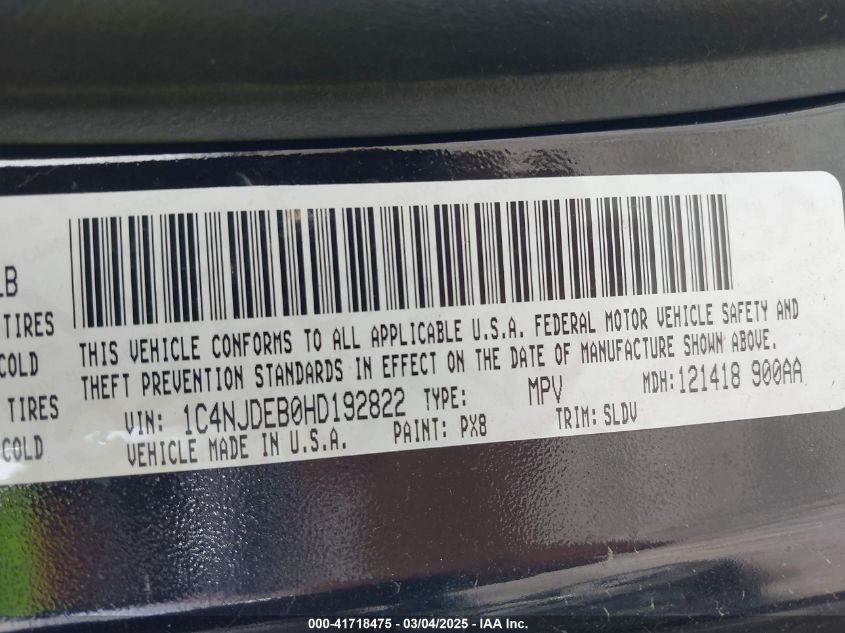 LB
TIRES
COLD
TIRES
COLD
THIS VEHICLE CONFORMS TO ALL APPLICABLE U.S.A. FEDERAL MOTOR VEHICLE SAFETY AND
THEFT PREVENTION STANDARDS IN EFFECT ON THE DATE OF MANUFACTURE SHOWN ABOVE.
VIN: 1C4NJDEB0HD192822 TYPE: MPV MDH:121418 900AA
VEHICLE MADE IN U.S.A. PAINT: PX8 TRIM: SLDV
000-41718475 - 03/04/2025 - IAA Inc.